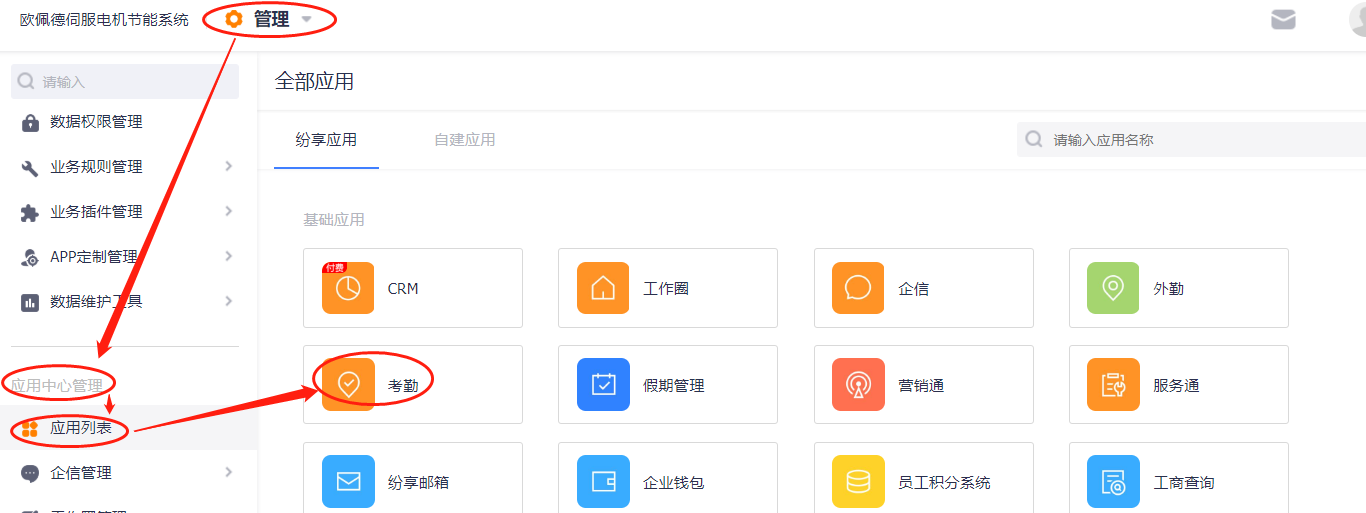 欧佩德伺服电机节能系统
管理
请输入
数据权限管理
业务规则管理
业务插件管理
APP定制管理
数据维护工具
应用中心管理
应用列表
企信管理
全部应用
纷享应用
自建应用
请输入应用名称
基础应用
付费
CRM
工作圈
企信
外勤
考勤
假期管理
营销通
服务通
纷享邮箱
企业钱包
员工积分系统
工商查询